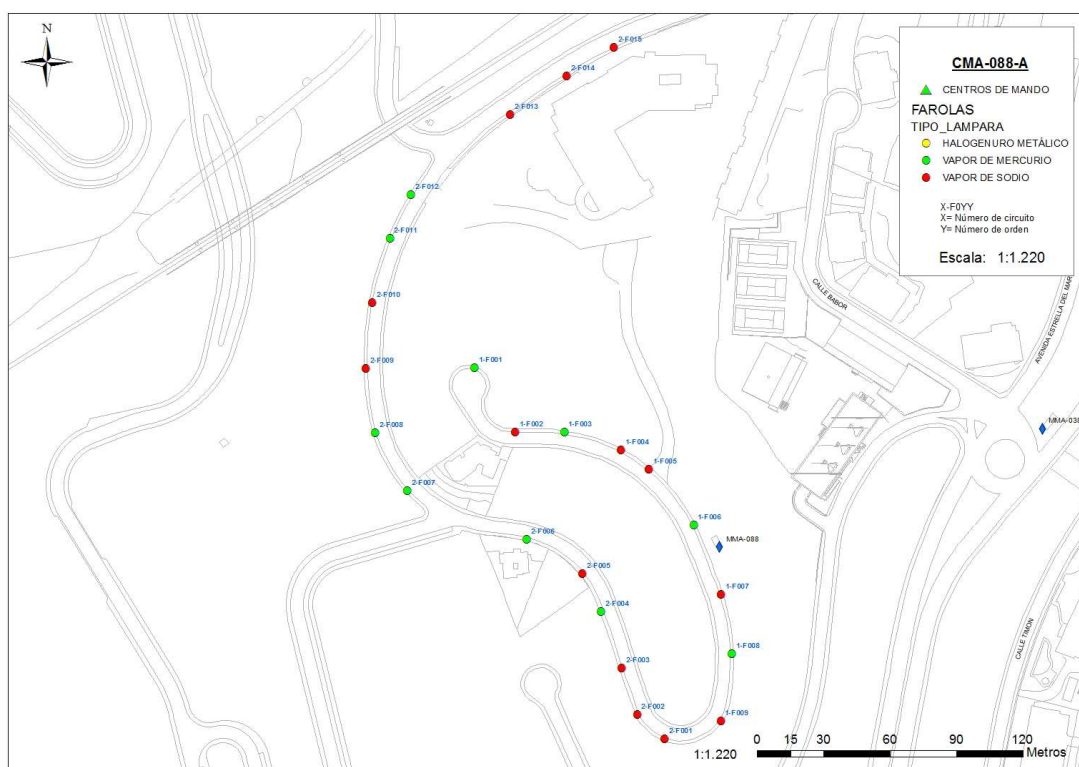 N
CMA-088-A
CENTROS DE MANDO
FAROLAS
TIPO_LAMPARA
HALOGENURO METÁLICO
VAPOR DE MERCURIO
VAPOR DE SODIO
X-F0YY
X= Número de circuito
Y= Número de orden
Escala: 1:1.220
2-F015
2-F014
2-F013
2-F012
2-F011
2-F010
2-F009
2-F008
2-F007
2-F006
2-F005
2-F004
2-F003
2-F002
2-F001
1-F001
1-F002
1-F003
1-F004
1-F005
1-F006
MMA-088
1-F007
1-F008
1-F009
CALLE BABOR
AVENIDA ESTRELLA DEL MAR
MMA-038
CALLE TIMON
1:1.220
0 15 30 60 90 120
Metros